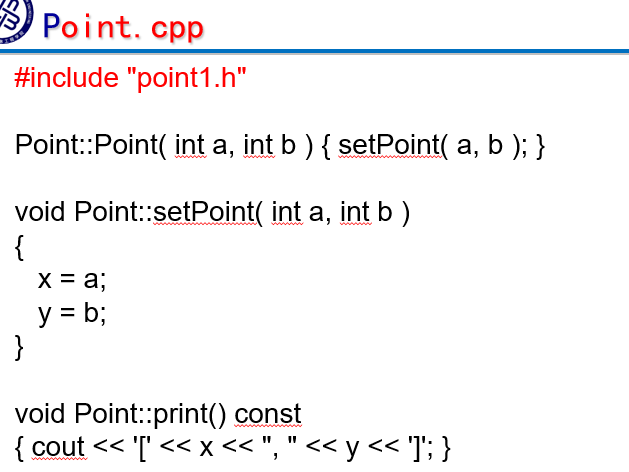 Point.cpp
#include "point1.h"
Point::Point( int a, int b ) { setPoint( a, b ); }
void Point::setPoint( int a, int b )
{
x = a;
y = b;
}
void Point::print() const
{ cout << '[' << x << ", " << y << ']'; }